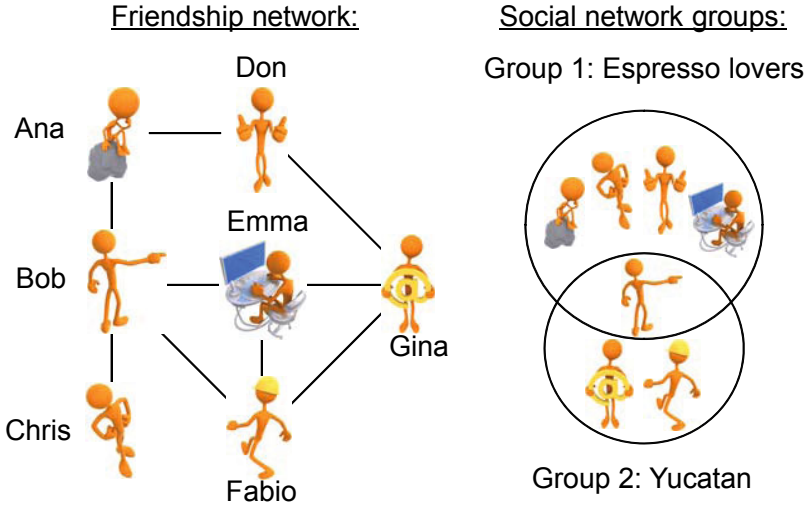 Friendship network:
Social network groups:
Don
Group 1: Espresso lovers
Ana
Emma
Bob
Gina
Chris
Fabio
Group 2: Yucatan